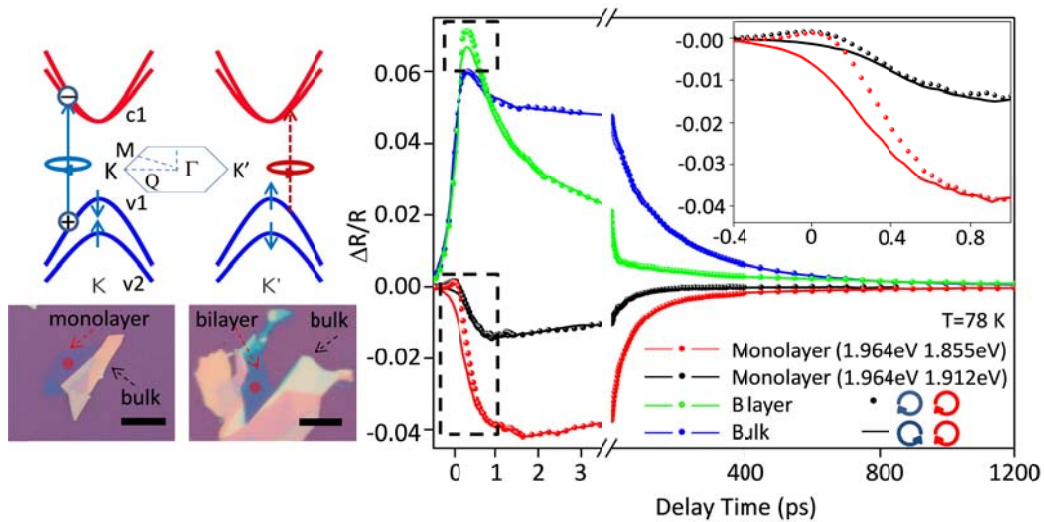 c1
M
K Γ K'
Q
v1
K v2 K'
monolayer
bulk
bilayer bulk
ΔR/R
0.06
0.04
0.02
0.00
-0.02
-0.04
0 1 2 3 400 800 1200
Delay Time (ps)
-0.00
-0.01
-0.02
-0.03
-0.04
-0.4 0 0.4 0.8
T=78 K
Monolayer (1.964eV 1.855eV)
Monolayer (1.964eV 1.912eV)
B layer
B lk